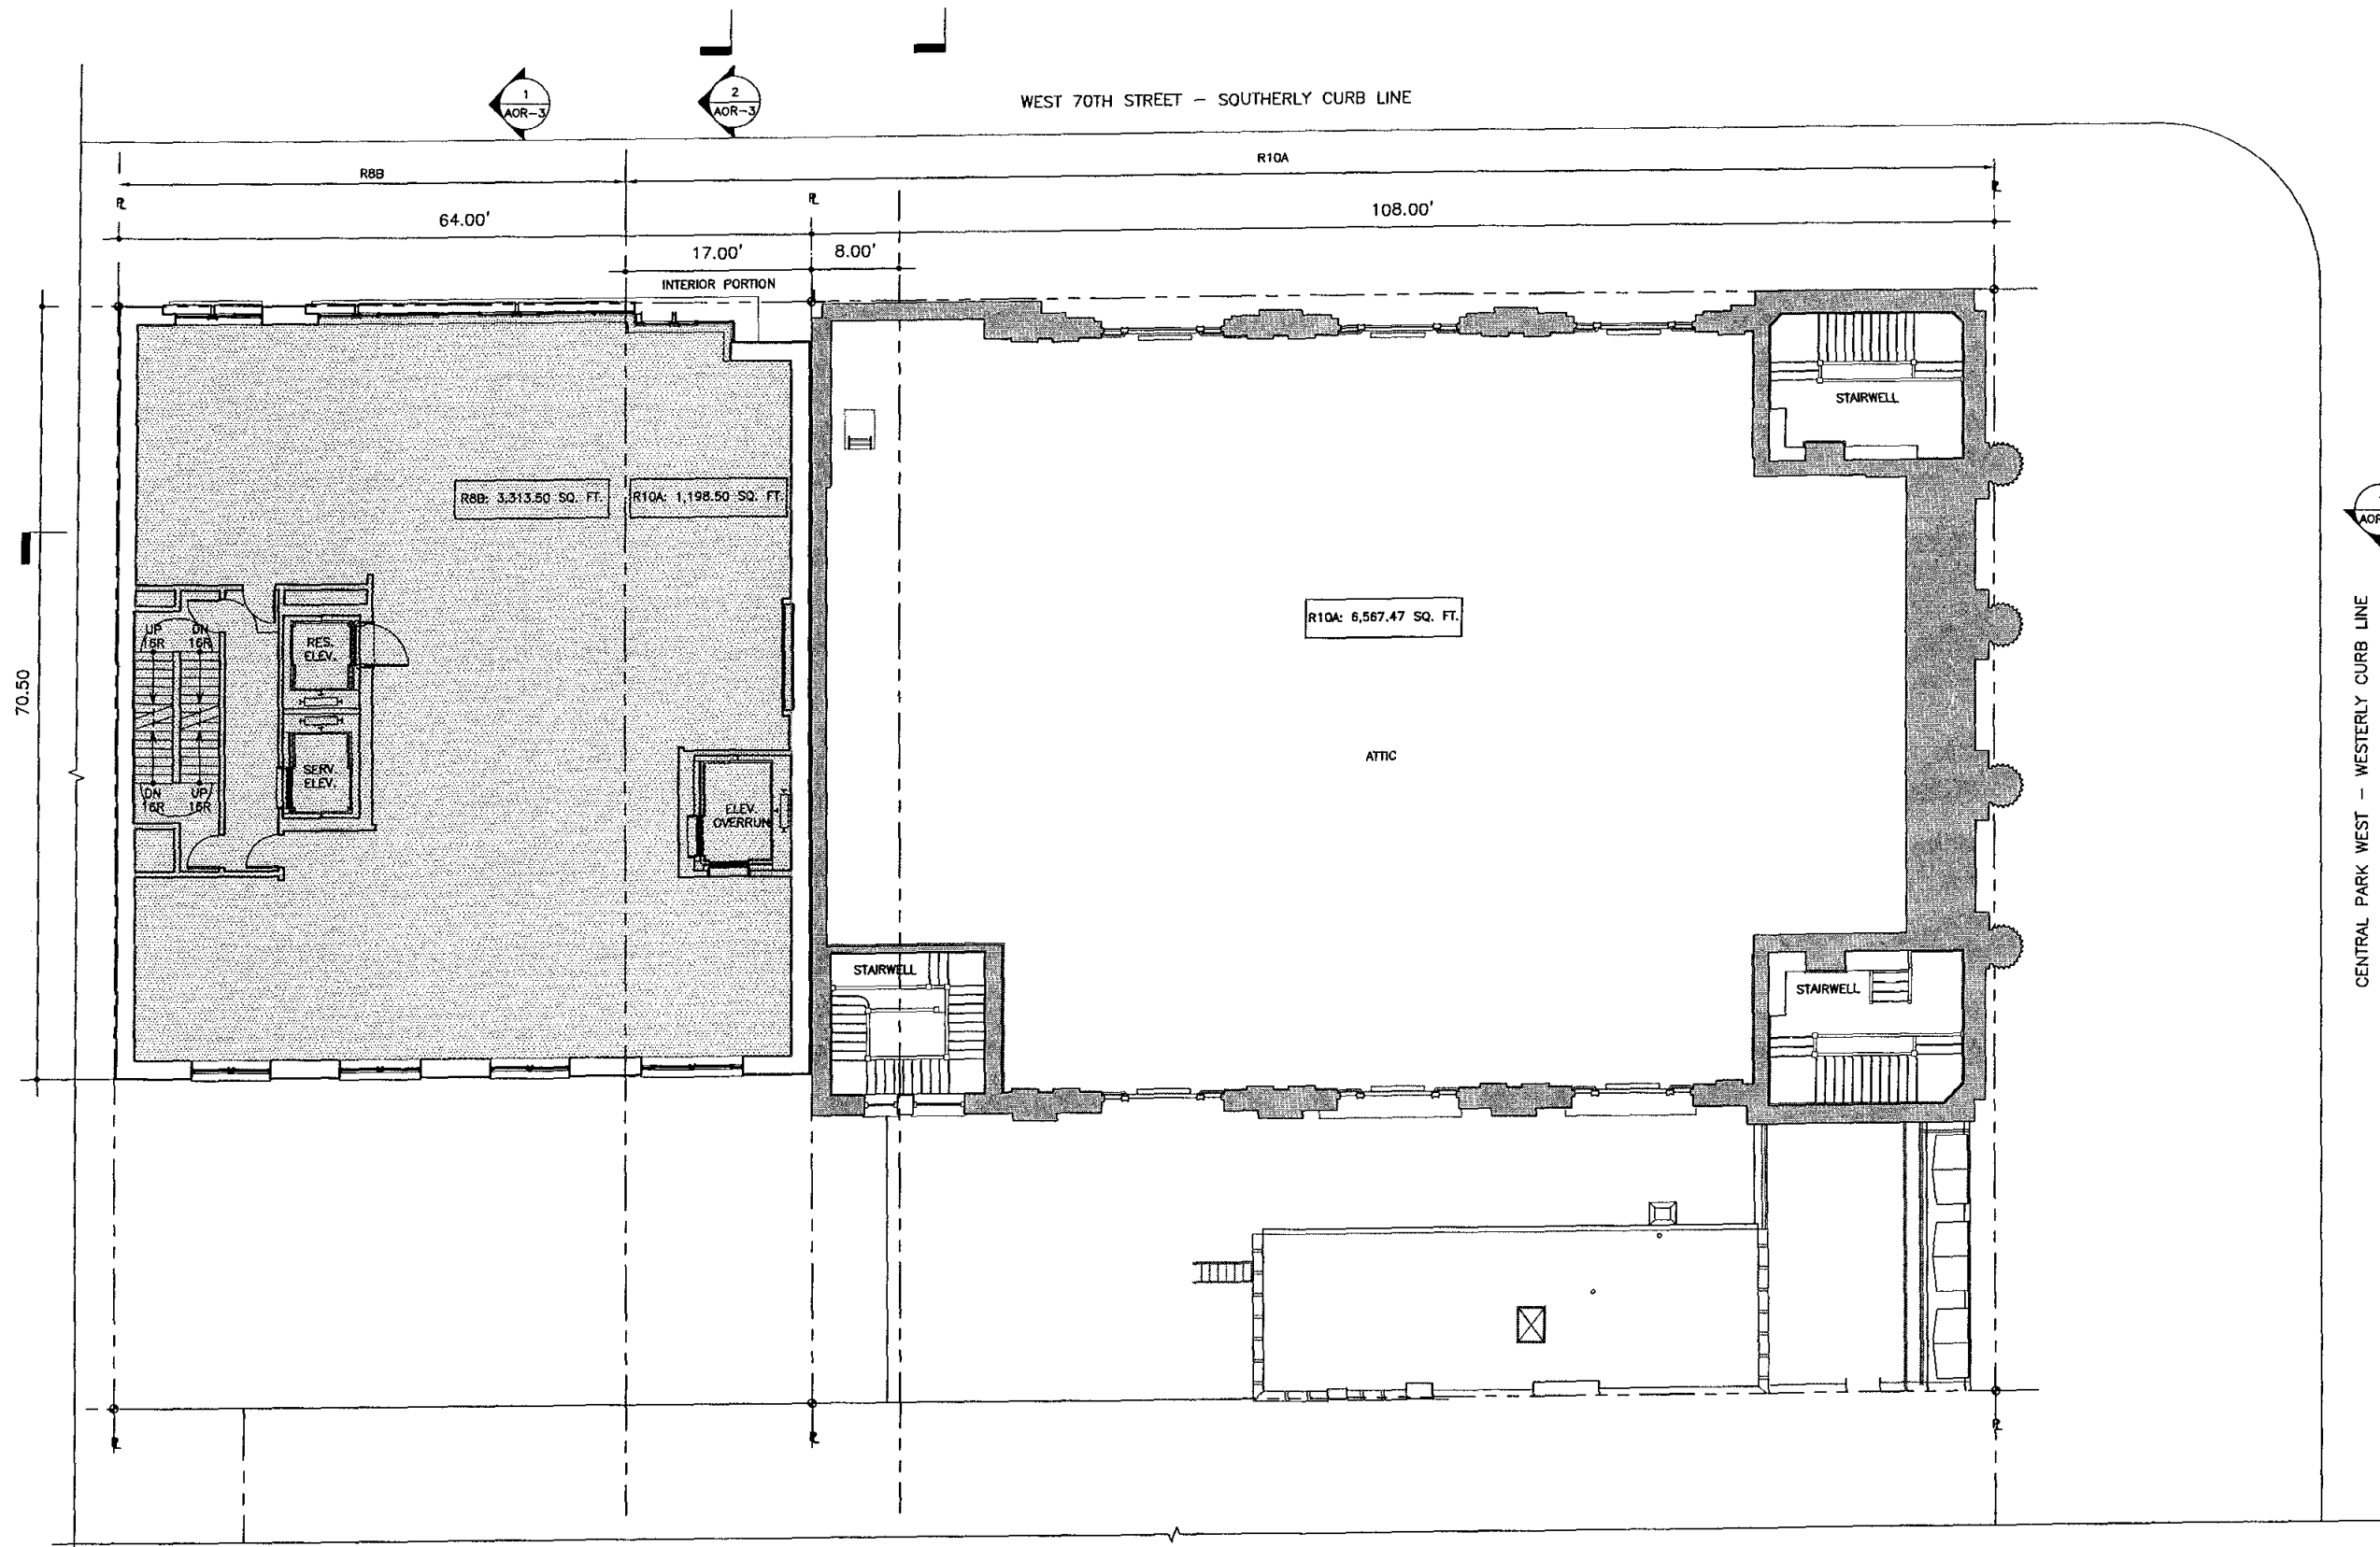 1
AOR-3
2
AOR-3
WEST 70TH STREET - SOUTHERLY CURB LINE
R8B
R10A
64.00'
108.00'
17.00'
8.00'
INTERIOR PORTION
STAIRWELL
R8B: 3,313.50 SQ. FT.
R10A: 1,198.50 SQ. FT.
R10A: 6,567.47 SQ. FT.
UP
16R
DN
16R
RES.
ELEV.
70.50
SERV.
ELEV.
DN
16R
UP
16R
ELEV.
OVERRUN
ATTIC
STAIRWELL
STAIRWELL
CENTRAL PARK WEST - WESTERLY CURB LINE